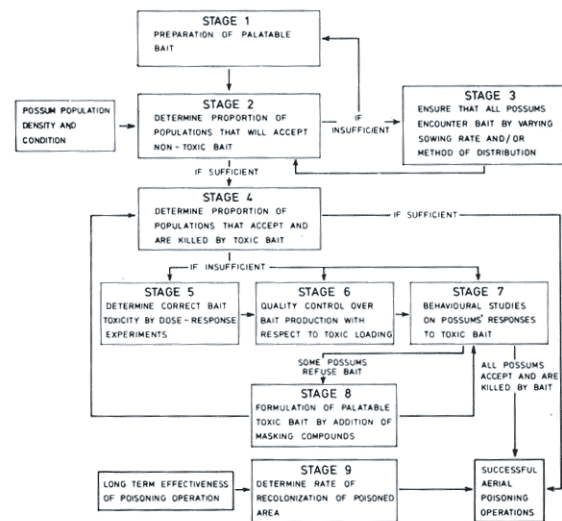 STAGE 1
PREPARATION OF PALATABLE
BAIT
POSSUM POPULATION
DENSITY AND
CONDITION
STAGE 2
DETERMINE PROPORTION OF
POPULATIONS THAT WILL ACCEPT
NON-TOXIC BAIT
IF
INSUFFICIENT
STAGE 3
ENSURE THAT ALL POSSUMS
ENCOUNTER BAIT BY VARYING
SOWING RATE AND/OR
METHOD OF DISTRIBUTION
IF SUFFICIENT
STAGE 4
DETERMINE PROPORTION OF
POPULATIONS THAT ACCEPT AND
ARE KILLED BY TOXIC BAIT
IF SUFFICIENT
IF INSUFFICIENT
STAGE 5
DETERMINE CORRECT BAIT
TOXICITY BY DOSE-RESPONSE
EXPERIMENTS
STAGE 6
QUALITY CONTROL OVER
BAIT PRODUCTION WITH
RESPECT TO TOXIC LOADING
STAGE 7
BEHAVIOURAL STUDIES
ON POSSUMS' RESPONSES
TO TOXIC BAIT
SOME POSSUMS
REFUSE BAIT
ALL POSSUMS
ACCEPT AND ARE
KILLED BY BAIT
STAGE 8
FORMULATION OF PALATABLE
TOXIC BAIT BY ADDITION OF
MASKING COMPOUNDS
LONG TERM EFFECTIVENESS
OF POISONING OPERATION
STAGE 9
DETERMINE RATE OF
RECOLONIZATION OF POISONED
AREA
SUCCESSFUL
AERIAL
POISONING
OPERATIONS